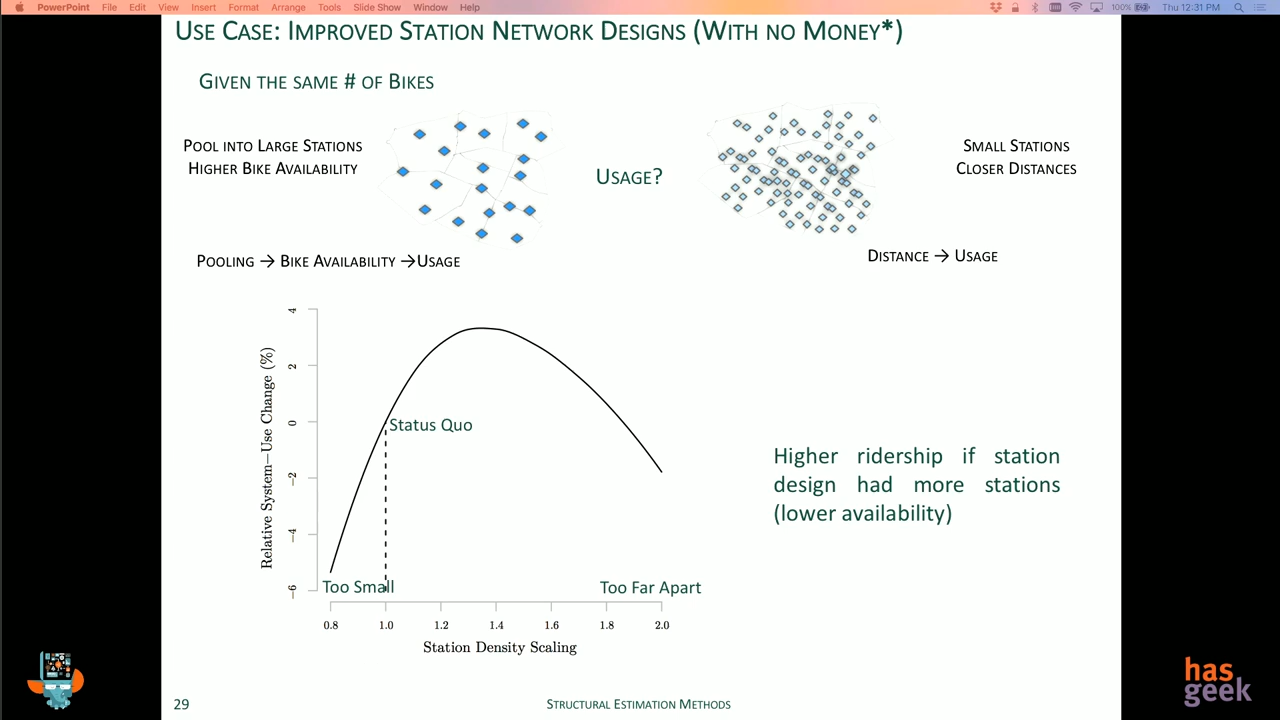 PowerPoint File Edit View Insert Format Arrange Tools Slide Show Window Help 100% Thu 12:31 PM
USE CASE: IMPROVED STATION NETWORK DESIGNS (WITH NO MONEY*)
GIVEN THE SAME # OF BIKES
POOL INTO LARGE STATIONS
HIGHER BIKE AVAILABILITY
USAGE?
SMALL STATIONS
CLOSER DISTANCES
POOLING → BIKE AVAILABILITY →USAGE
DISTANCE → USAGE
Relative System−Use Change (%)
4
2
0
−2
−4
−6
Status Quo
Too Small
Too Far Apart
0.8 1.0 1.2 1.4 1.6 1.8 2.0
Station Density Scaling
Higher ridership if station
design had more stations
(lower availability)
29
STRUCTURAL ESTIMATION METHODS
has
geek